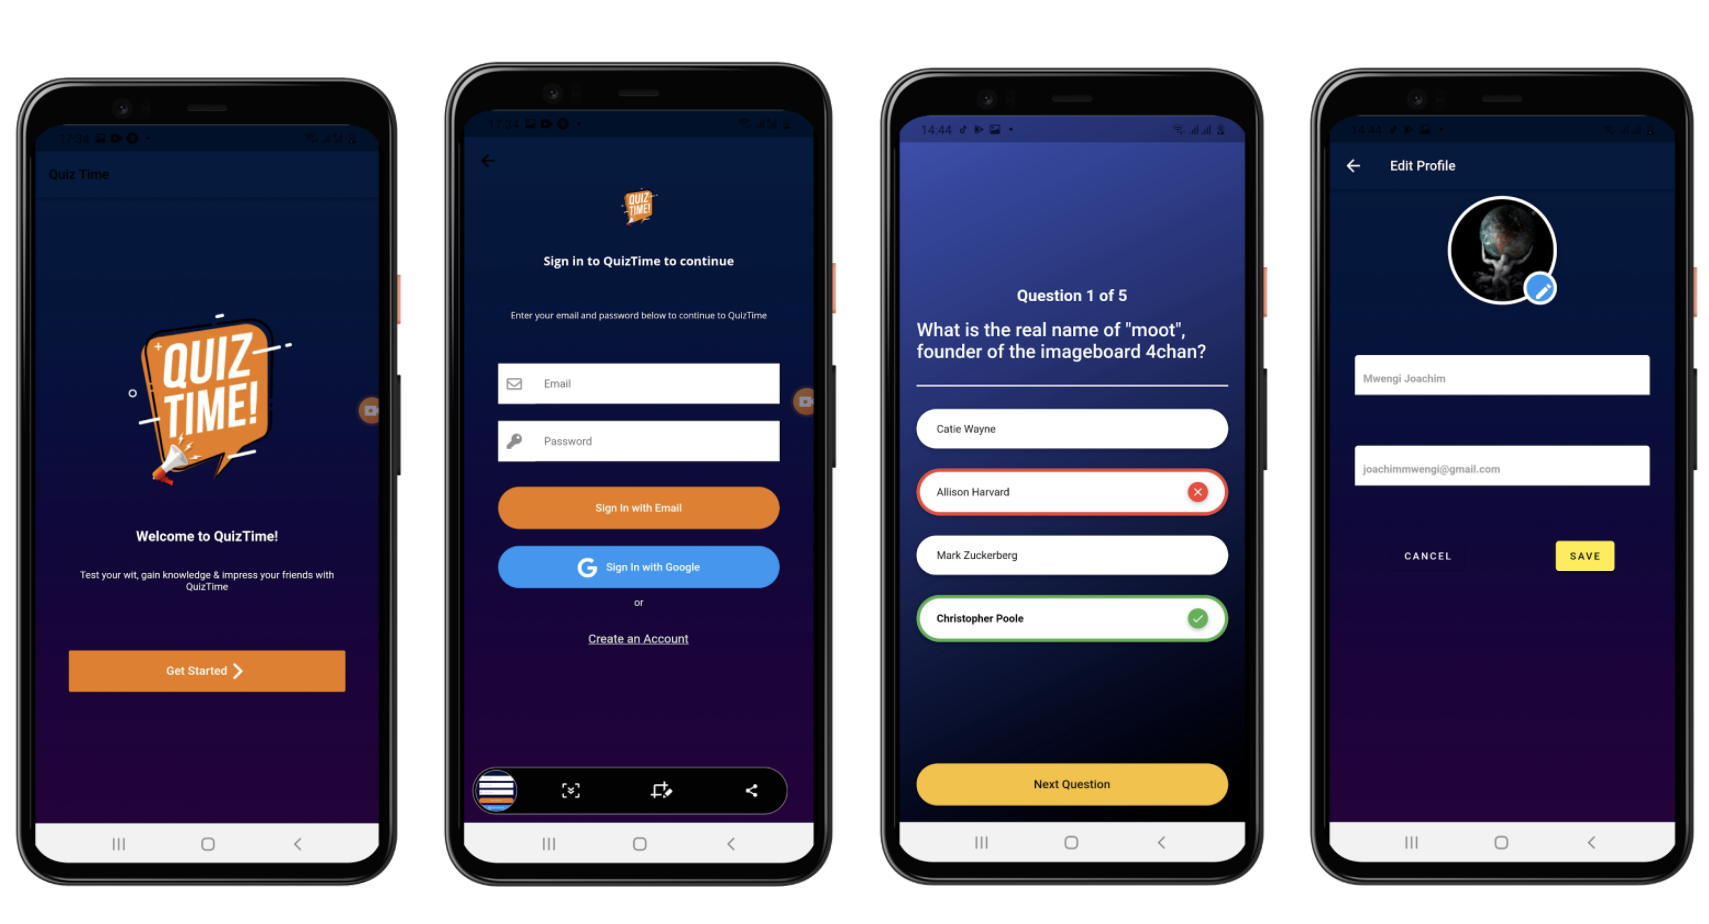 17:34
Quiz Time
QUIZ
TIME!
Welcome to QuizTime!
Test your wit, gain knowledge & impress your friends with
QuizTime
Get Started
17:34
QUIZ
TIME!
Sign in to QuizTime to continue
Enter your email and password below to continue to QuizTime
Email
Password
Sign In with Email
G Sign In with Google
or
Create an Account
14:44
Question 1 of 5
What is the real name of "moot",
founder of the imageboard 4chan?
Catie Wayne
Allison Harvard
Mark Zuckerberg
Christopher Poole
Next Question
14:44
Edit Profile
Mwengi Joachim
joachimmwengi@gmail.com
CANCEL
SAVE